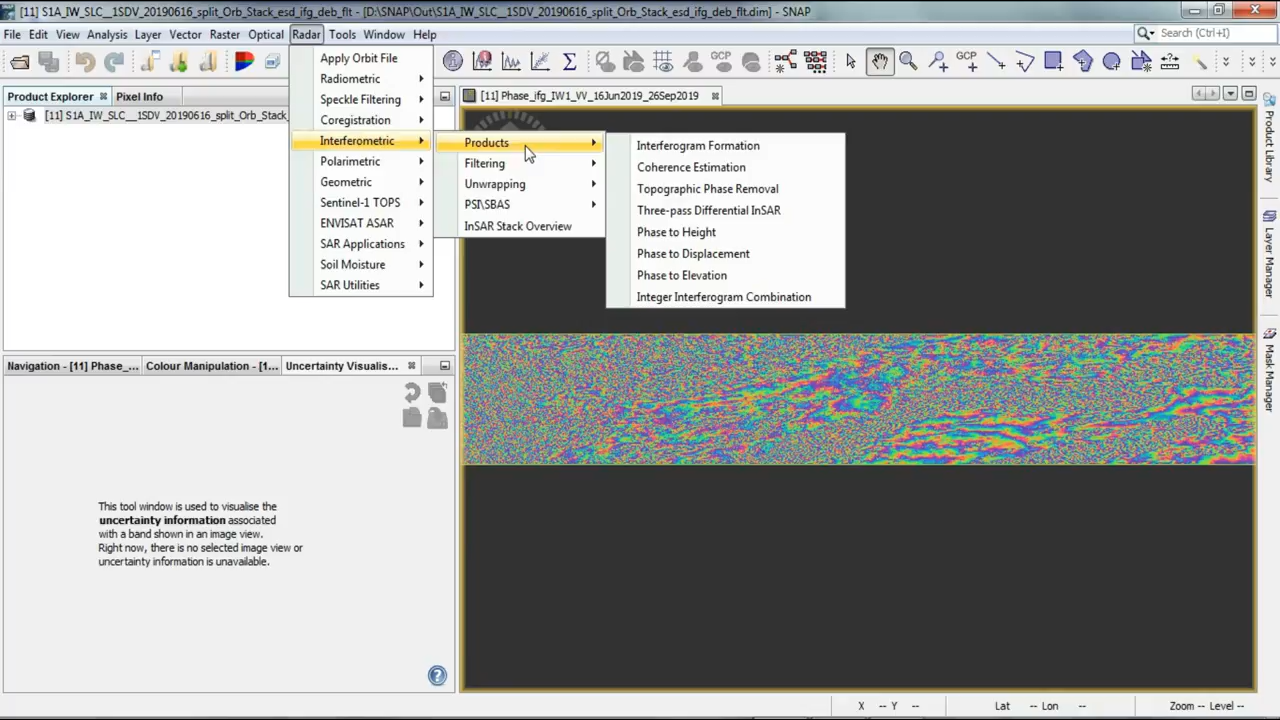 [11] S1A_IW_SLC__1SDV_20190616_split_Orb_Stack_esd_ifg_deb_flt - [D:\SNAP\Out\S1A_IW_SLC__1SDV_20190616_split_Orb_Stack_esd_ifg_deb_flt.dim] - SNAP
File Edit View Analysis Layer Vector Raster Optical Radar Tools Window Help
Search (Ctrl+I)
GCP GCP
Product Explorer Pixel Info
[11] S1A_IW_SLC__1SDV_20190616_split_Orb_Stack_
[11] Phase_ifg_IW1_VV_16Jun2019_26Sep2019
Apply Orbit File
Radiometric
Speckle Filtering
Coregistration
Interferometric
Polarimetric
Geometric
Sentinel-1 TOPS
ENVISAT ASAR
SAR Applications
Soil Moisture
SAR Utilities
Products
Filtering
Unwrapping
PSI\SBAS
InSAR Stack Overview
Interferogram Formation
Coherence Estimation
Topographic Phase Removal
Three-pass Differential InSAR
Phase to Height
Phase to Displacement
Phase to Elevation
Integer Interferogram Combination
Product Library
Layer Manager
Mask Manager
Navigation - [11] Phase_... Colour Manipulation - [1... Uncertainty Visualis...
This tool window is used to visualise the
uncertainty information associated
with a band shown in an image view.
Right now, there is no selected image view or
uncertainty information is unavailable.
X -- Y -- Lat -- Lon -- Zoom -- Level --